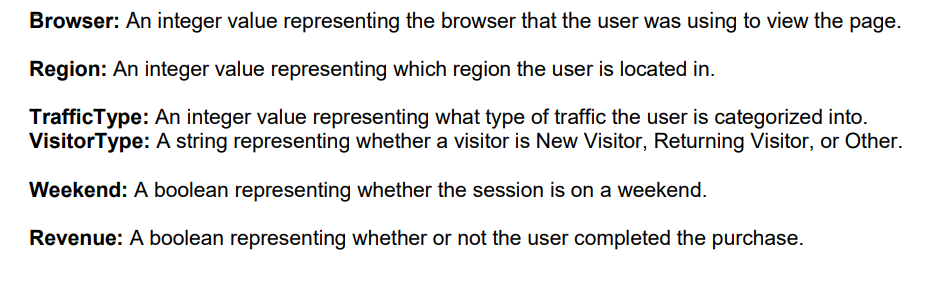 Browser: An integer value representing the browser that the user was using to view the page.
Region: An integer value representing which region the user is located in.
TrafficType: An integer value representing what type of traffic the user is categorized into.
VisitorType: A string representing whether a visitor is New Visitor, Returning Visitor, or Other.
Weekend: A boolean representing whether the session is on a weekend.
Revenue: A boolean representing whether or not the user completed the purchase.